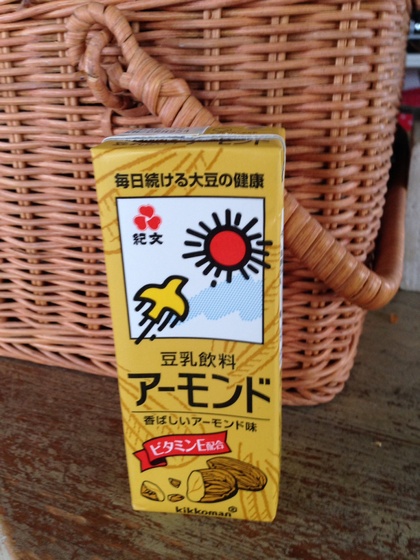 毎日続ける大豆の健康
紀文
豆乳飲料
アーモンド
香ばしいアーモンド味
ビタミンE配合
kikkoman®